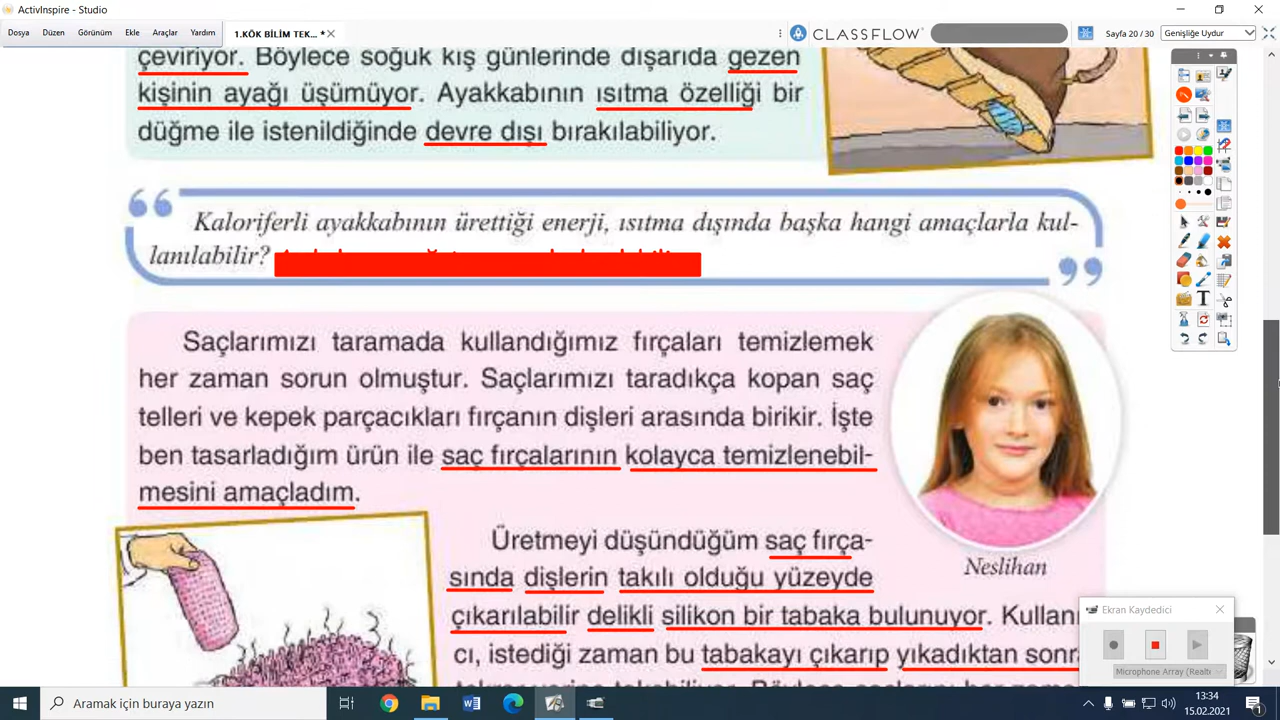 ActivInspire - Studio
Dosya Düzen Görünüm Ekle Araçlar Yardım 1.KÖK BİLİM TEK... * CLASSFLOW Sayfa 20 / 30 Genişliğe Uydur
çeviriyor. Böylece soğuk kış günlerinde dışarıda gezen
kişinin ayağı üşümüyor. Ayakkabının ısıtma özelliği bir
düğme ile istenildiğinde devre dışı bırakılabiliyor.
Kaloriferli ayakkabının ürettiği enerji, ısıtma dışında başka hangi amaçlarla kul-
lanılabilir?
Saçlarımızı taramada kullandığımız fırçaları temizlemek
her zaman sorun olmuştur. Saçlarımızı taradıkça kopan saç
telleri ve kepek parçacıkları fırçanın dişleri arasında birikir. İşte
ben tasarladığım ürün ile saç fırçalarının kolayca temizlenebil-
mesini amaçladım.
Neslihan
Üretmeyi düşündüğüm saç fırça-
sında dişlerin takılı olduğu yüzeyde
çıkarılabilir delikli silikon bir tabaka bulunuyor. Kullanı
cı, istediği zaman bu tabakayı çıkarıp yıkadıktan sonr
Ekran Kaydedici
Microphone Array (Realt
Aramak için buraya yazın
13:34
15.02.2021